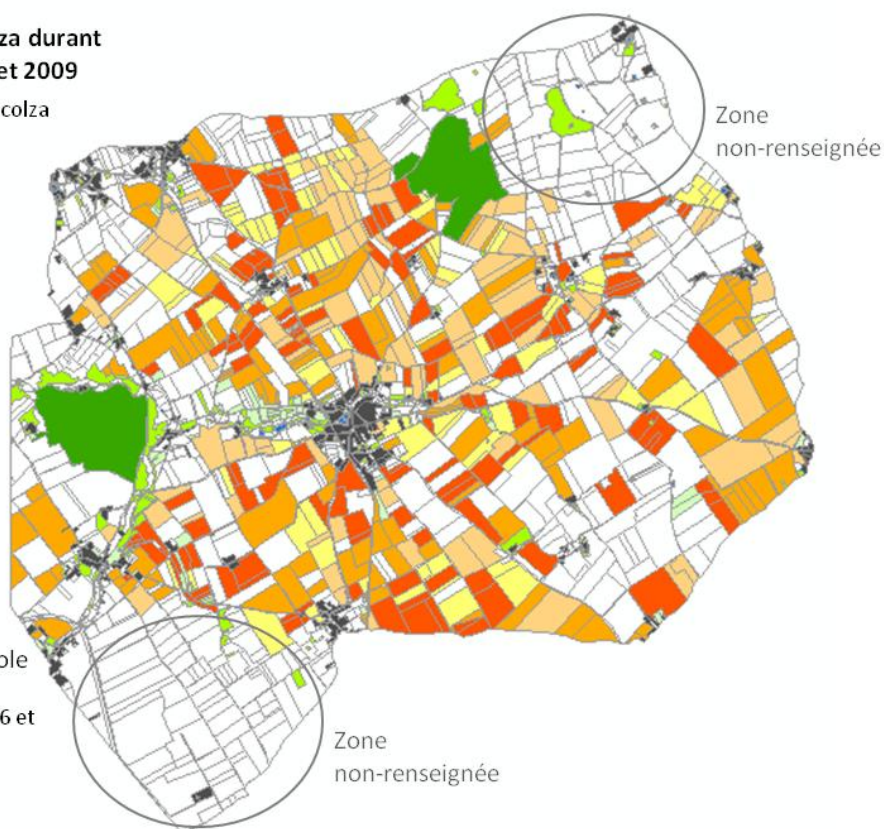 za durant
et 2009
colza
Zone
non-renseignée
ole
6 et
Zone
non-renseignée